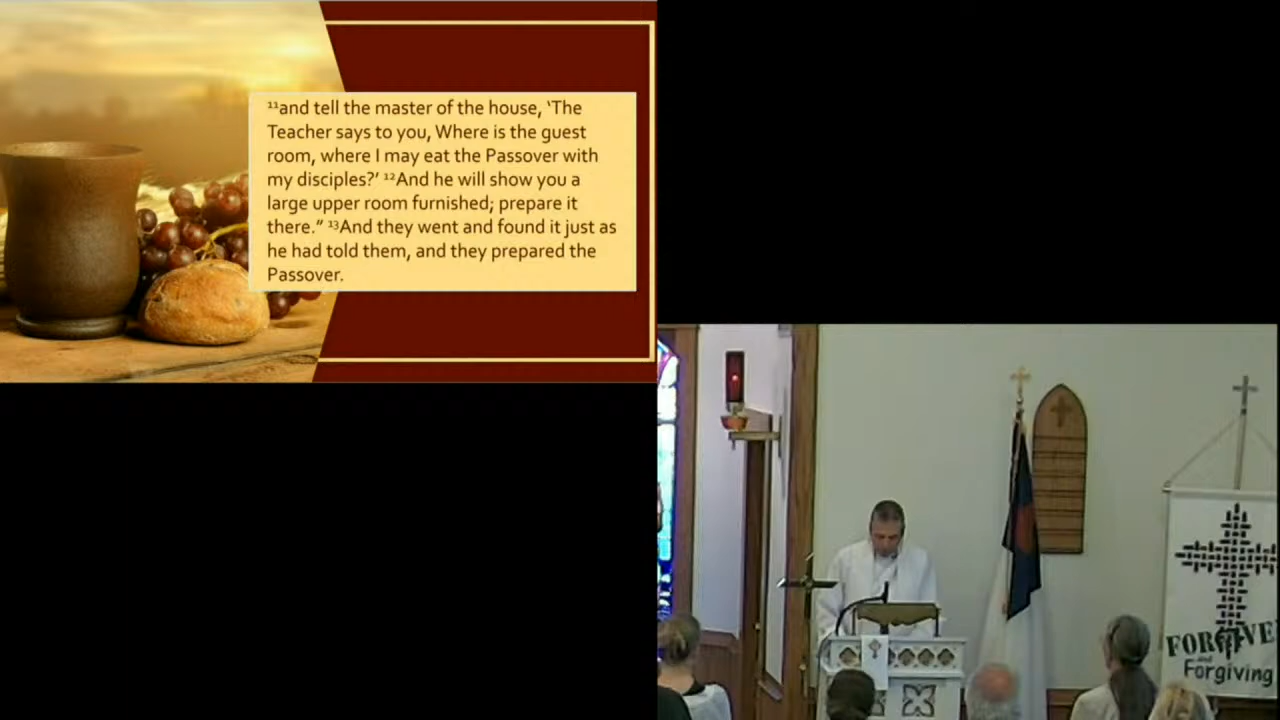 ¹¹and tell the master of the house, ‘The
Teacher says to you, Where is the guest
room, where I may eat the Passover with
my disciples?’ ¹²And he will show you a
large upper room furnished; prepare it
there.” ¹³And they went and found it just as
he had told them, and they prepared the
Passover.
FORGIVE
and
Forgiving